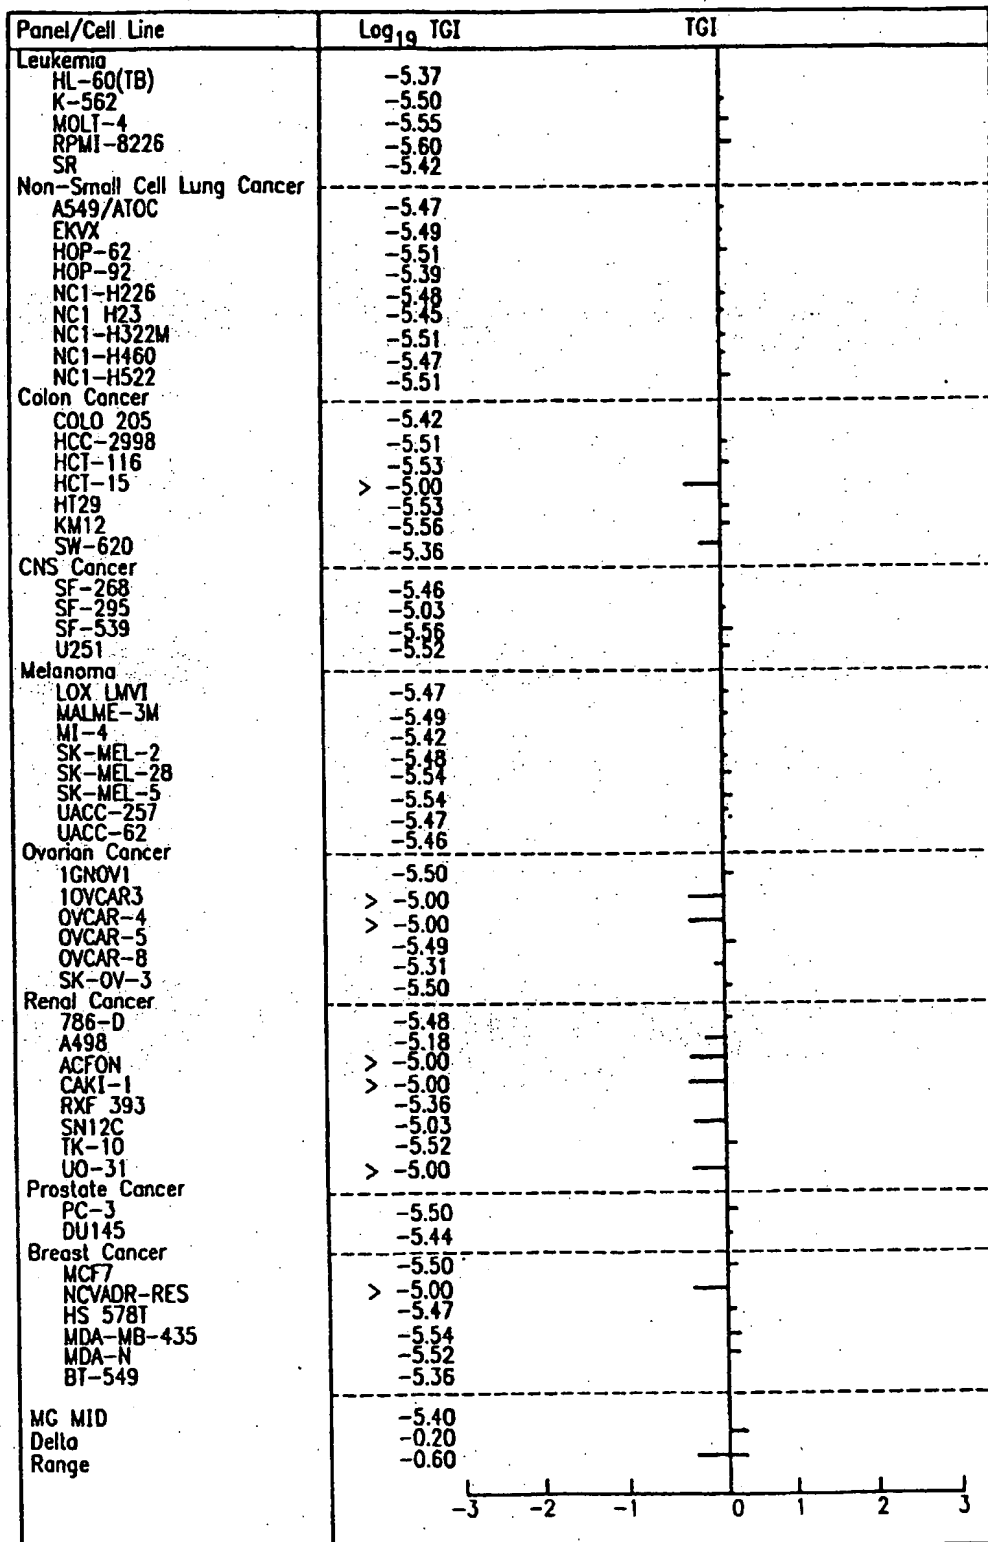 Panel/Cell Line Log19 TGI TGI
Leukemia
HL-60(TB) -5.37
K-562 -5.50
MOLT-4 -5.55
RPMI-8226 -5.60
SR -5.42
Non-Small Cell Lung Cancer
A549/ATOC -5.47
EKVX -5.49
HOP-62 -5.51
HOP-92 -5.39
NC1-H226 -5.48
NC1 H23 -5.45
NC1-H322M -5.51
NC1-H460 -5.47
NC1-H522 -5.51
Colon Cancer
COLO 205 -5.42
HCC-2998 -5.51
HCT-116 -5.53
HCT-15 > -5.00
HT29 -5.53
KM12 -5.56
SW-620 -5.36
CNS Cancer
SF-268 -5.46
SF-295 -5.03
SF-539 -5.56
U251 -5.52
Melanoma
LOX LMVI -5.47
MALME-3M -5.49
MI-4 -5.42
SK-MEL-2 -5.48
SK-MEL-28 -5.54
SK-MEL-5 -5.54
UACC-257 -5.47
UACC-62 -5.46
Ovarian Cancer
1GNOV1 -5.50
1OVCAR3 > -5.00
OVCAR-4 > -5.00
OVCAR-5 -5.49
OVCAR-8 -5.31
SK-OV-3 -5.50
Renal Cancer
786-D -5.48
A498 -5.18
ACFON > -5.00
CAKI-1 > -5.00
RXF 393 -5.36
SN12C -5.03
TK-10 -5.52
UO-31 > -5.00
Prostate Cancer
PC-3 -5.50
DU145 -5.44
Breast Cancer
MCF7 -5.50
NCVADR-RES > -5.00
HS 578T -5.47
MDA-MB-435 -5.54
MDA-N -5.52
BT-549 -5.36
MG MID -5.40
Delta -0.20
Range -0.60
-3 -2 -1 0 1 2 3